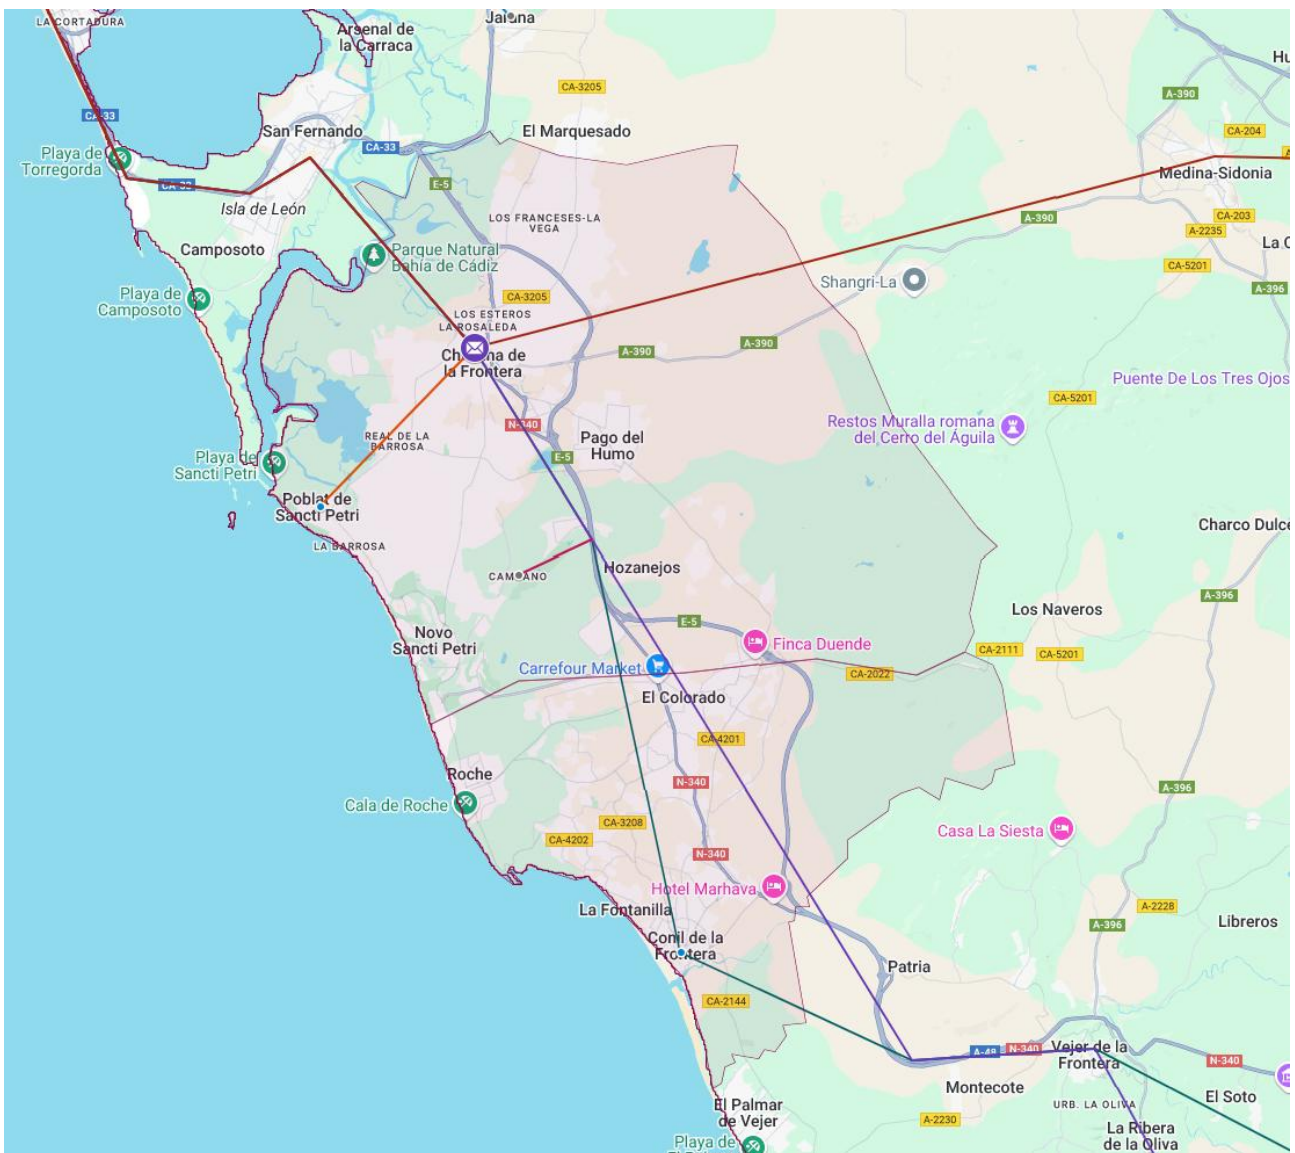 LA CORTADURA
Arsenal de
la Carraca
CA-3205
Hu
A-390
CA-33
San Fernando
El Marquesado
CA-33
CA-204
Playa de
Torregorda
E-5
Medina-Sidonia
CA-33
Isla de León
LOS FRANCESES-LA
VEGA
A-390
CA-203
A-2235
Camposoto
Parque Natural
Bahía de Cádiz
La C
CA-5201
Playa de
Camposoto
Shangri-La
CA-3205
A-396
LOS ESTEROS
LA ROSALEDA
A-390
A-390
la Frontera
Puente De Los Tres Ojos
CA-5201
N-340
REAL DE LA
BARROSA
Pago del
Humo
Restos Muralla romana
del Cerro del Águila
E-5
Playa de
Sancti Petri
Sancti Petri
Charco Dulce
LA BARROSA
Hozanejos
A-396
Los Naveros
E-5
Novo
Sancti Petri
Finca Duende
CA-2111
CA-5201
Carrefour Market
CA-2022
El Colorado
CA-4201
Roche
N-340
A-396
Cala de Roche
CA-3208
CA-4202
Casa La Siesta
N-340
Hotel Marhava
A-2228
La Fontanilla
A-396
Libreros
Conil de la
Frontera
Patria
CA-2144
A-48
N-340
Vejer de la
Frontera
N-340
Montecote
El Soto
El Palmar
de Vejer
URB. LA OLIVA
A-2230
La Ribera
de la Oliva
Playa de